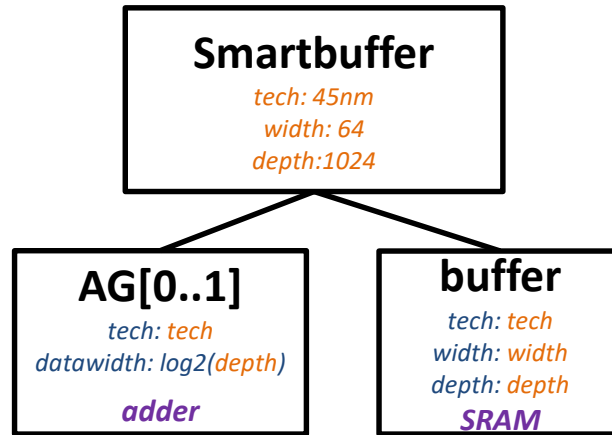 Smartbuffer
tech: 45nm
width: 64
depth:1024
AG[0..1]
tech: tech
datawidth: log2(depth)
adder
buffer
tech: tech
width: width
depth: depth
SRAM